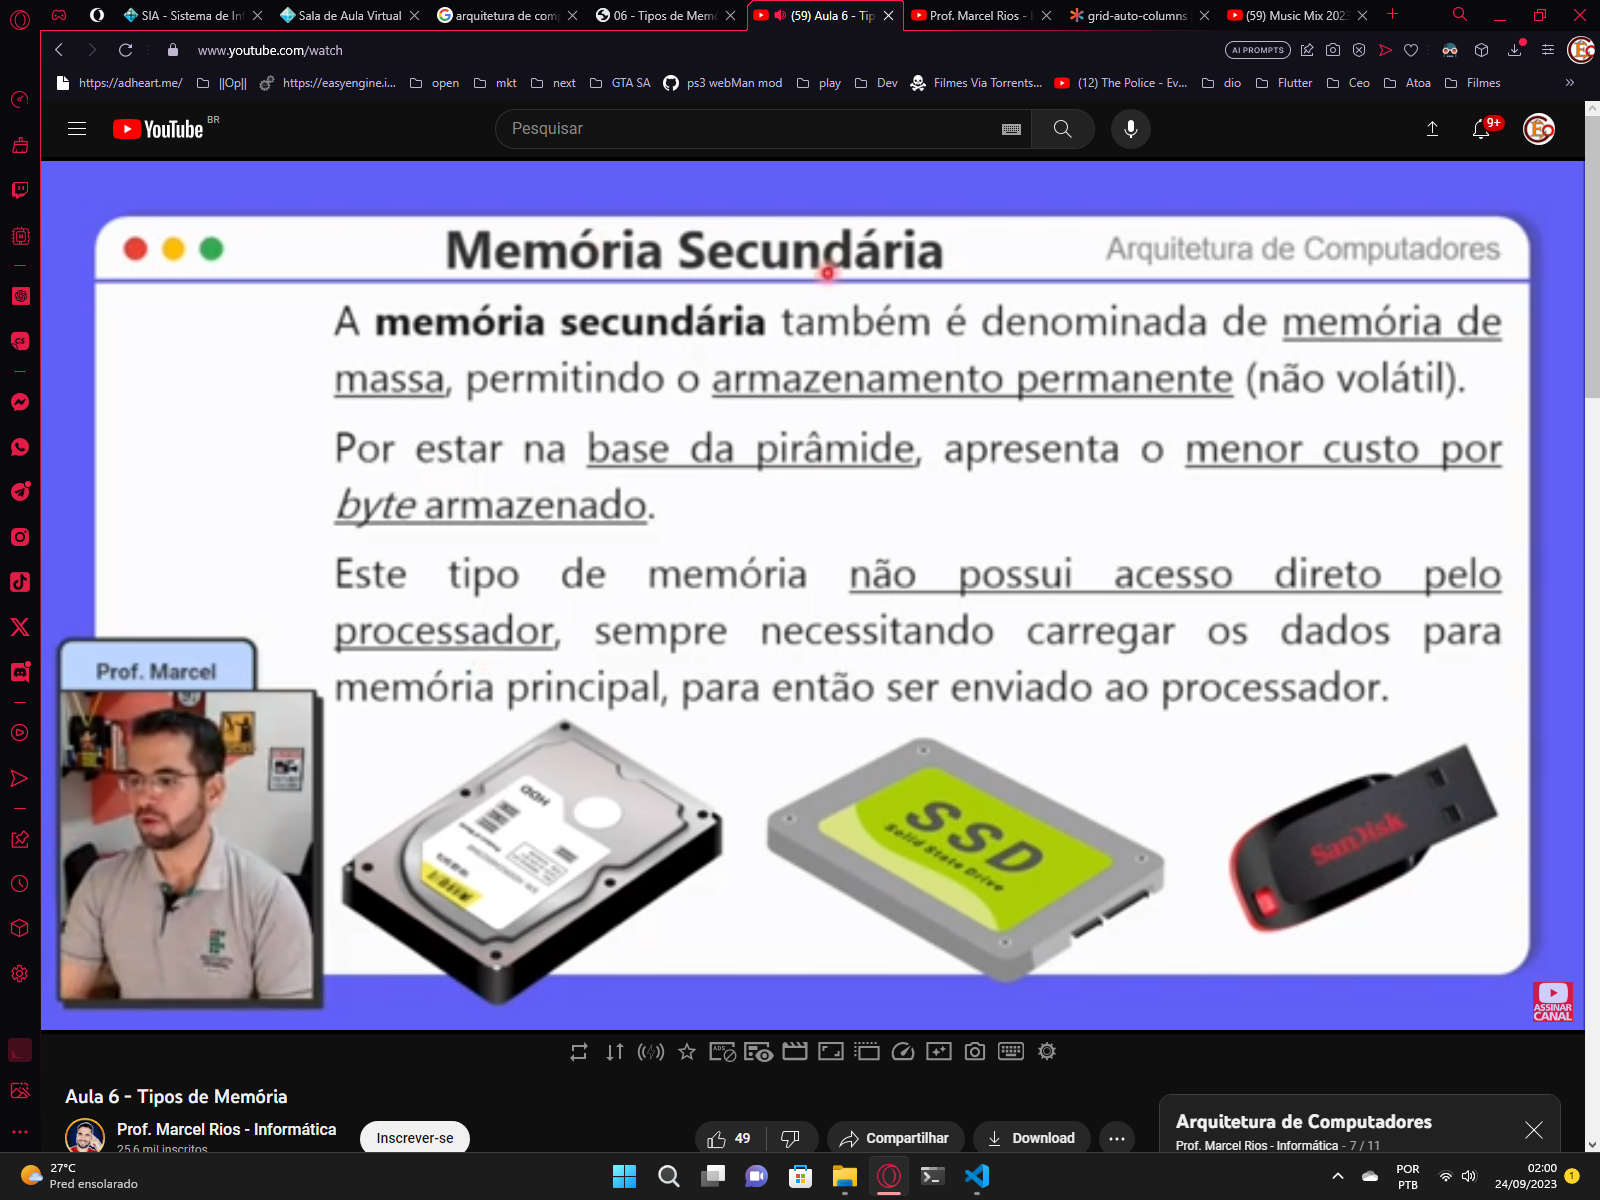 SIA - Sistema de In
Sala de Aula Virtual
arquitetura de com
06 - Tipos de Mem
(59) Aula 6 - Tip
Prof. Marcel Rios -
grid-auto-columns
(59) Music Mix 202
www.youtube.com/watch
AI PROMPTS
https://adheart.me/
||Op||
https://easyengine.i...
open
mkt
next
GTA SA
ps3 webMan mod
play
Dev
Filmes Via Torrents...
(12) The Police - Ev...
dio
Flutter
Ceo
Atoa
Filmes
YouTube BR
Pesquisar
9+
Memória Secundária
Arquitetura de Computadores
A memória secundária também é denominada de memória de
massa, permitindo o armazenamento permanente (não volátil).
Por estar na base da pirâmide, apresenta o menor custo por
byte armazenado.
Este tipo de memória não possui acesso direto pelo
processador, sempre necessitando carregar os dados para
memória principal, para então ser enviado ao processador.
Prof. Marcel
HDD
SSD
Solid State Drive
SanDisk
ASSINAR
CANAL
ADS
Aula 6 - Tipos de Memória
Prof. Marcel Rios - Informática
25,6 mil inscritos
Inscrever-se
49
Compartilhar
Download
Arquitetura de Computadores
Prof. Marcel Rios - Informática - 7 / 11
27°C
Pred ensolarado
POR
PTB
02:00
24/09/2023
1